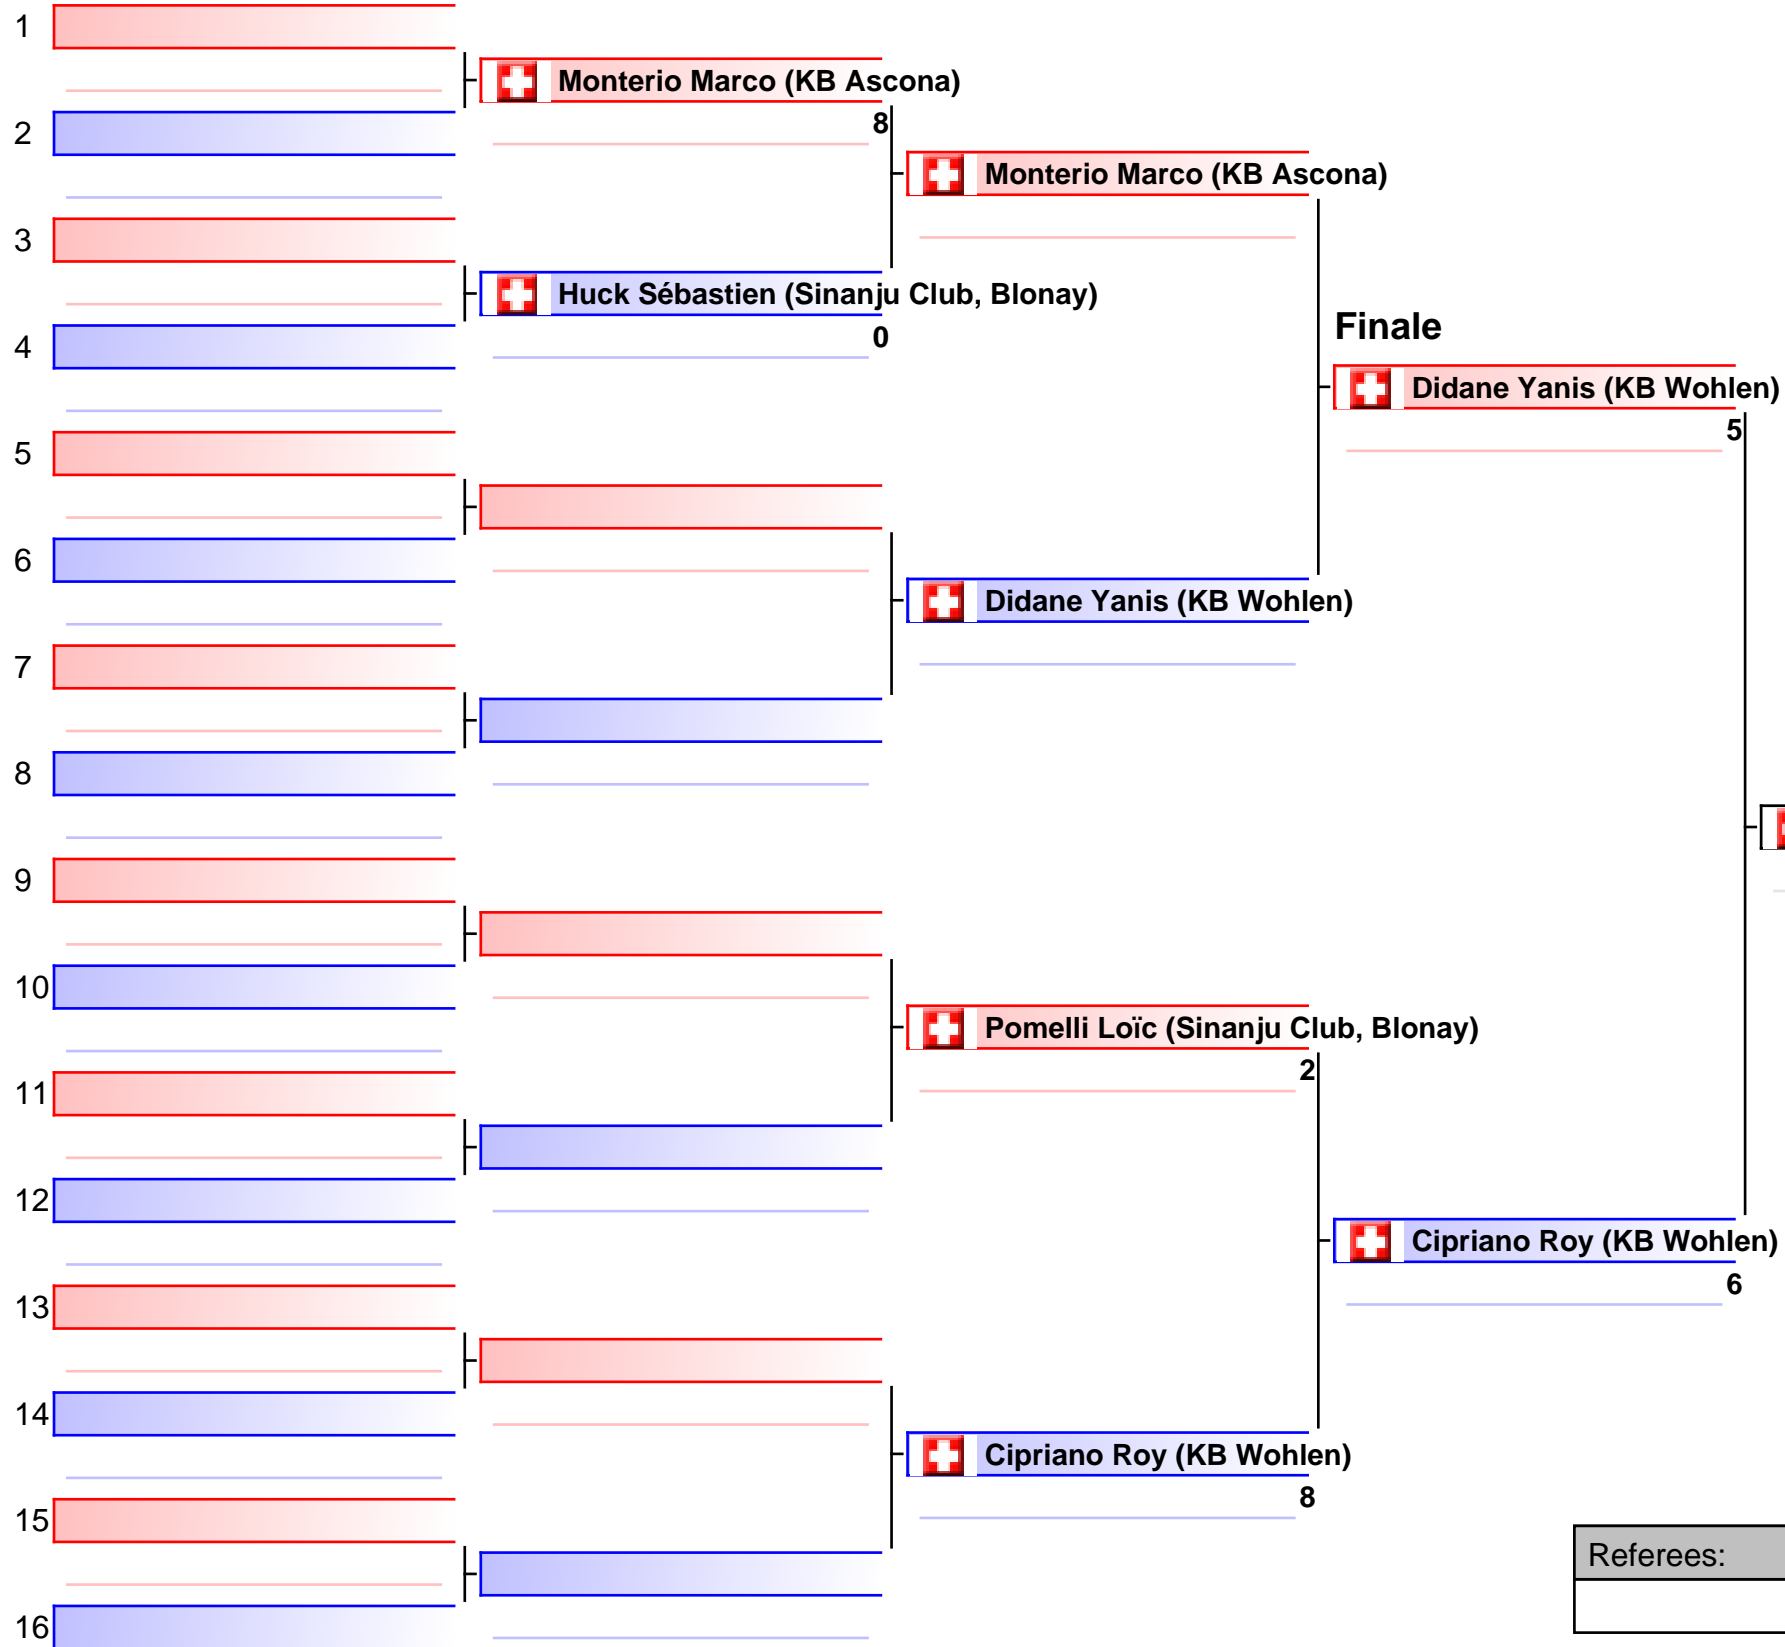 1
Monterio Marco (KB Ascona)
8
2
Monterio Marco (KB Ascona)
3
Huck Sébastien (Sinanju Club, Blonay)
0
4
Finale
Didane Yanis (KB Wohlen)
5
5
6
Didane Yanis (KB Wohlen)
7
8
9
10
Pomelli Loïc (Sinanju Club, Blonay)
2
11
12
Cipriano Roy (KB Wohlen)
6
13
14
Cipriano Roy (KB Wohlen)
8
15
Referees:
16